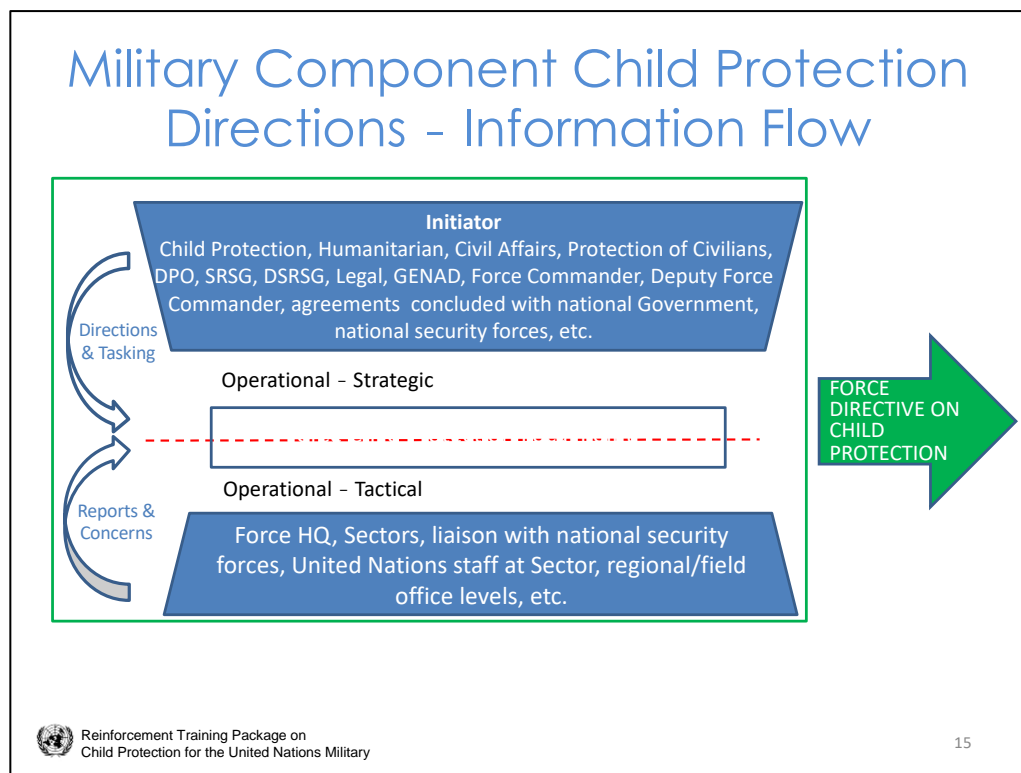 Military Component Child Protection
Directions - Information Flow
Initiator
Child Protection, Humanitarian, Civil Affairs, Protection of Civilians,
DPO, SRSG, DSRSG, Legal, GENAD, Force Commander, Deputy Force
Commander, agreements concluded with national Government,
national security forces, etc.
Directions
& Tasking
Operational - Strategic
Operational - Tactical
Reports &
Concerns
Force HQ, Sectors, liaison with national security
forces, United Nations staff at Sector, regional/field
office levels, etc.
FORCE
DIRECTIVE ON
CHILD
PROTECTION
Reinforcement Training Package on
Child Protection for the United Nations Military
15